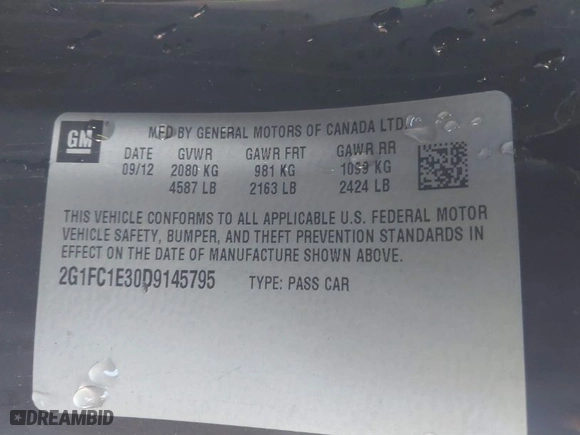 GM
MFD BY GENERAL MOTORS OF CANADA LTD.
DATE GVWR GAWR FRT GAWR RR
09/12 2080 KG 981 KG 1099 KG
4587 LB 2163 LB 2424 LB
THIS VEHICLE CONFORMS TO ALL APPLICABLE U.S. FEDERAL MOTOR
VEHICLE SAFETY, BUMPER, AND THEFT PREVENTION STANDARDS IN
EFFECT ON THE DATE OF MANUFACTURE SHOWN ABOVE.
2G1FC1E30D9145795 TYPE: PASS CAR
DREAMBID